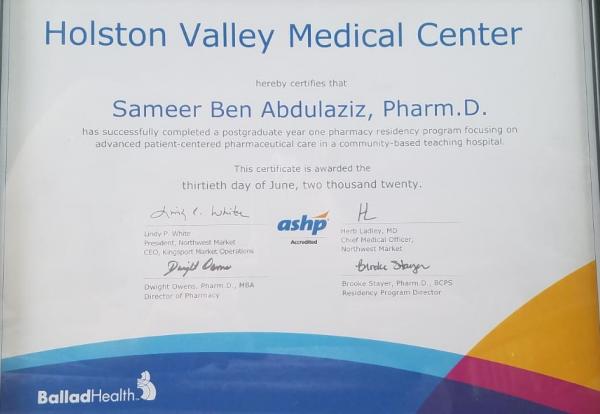 Holston Valley Medical Center
hereby certifies that
Sameer Ben Abdulaziz, Pharm.D.
has successfully completed a postgraduate year one pharmacy residency program focusing on
advanced patient-centered pharmaceutical care in a community-based teaching hospital.
This certificate is awarded the
thirtieth day of June, two thousand twenty.
Lindy P. White
President, Northwest Market
CEO, Kingsport Market Operations
ashp
Accredited
Herb Ladley, MD
Chief Medical Officer,
Northwest Market
Dwight Owens
Dwight Owens, Pharm.D., MBA
Director of Pharmacy
Brooke Stayer
Brooke Stayer, Pharm.D., BCPS
Residency Program Director
BalladHealth